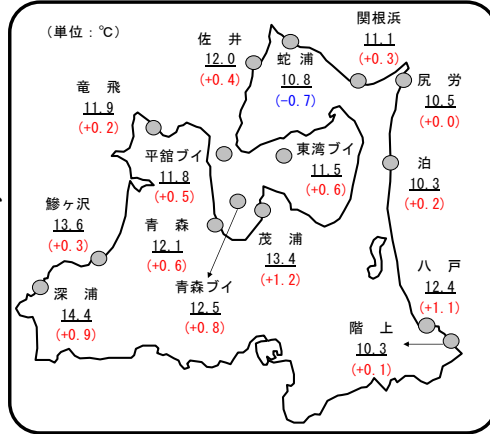 (単位：℃)
関根浜
11.1
(+0.3)
佐 井
12.0
(+0.4)
蛇 浦
10.8
(-0.7)
尻 労
10.5
(+0.0)
竜 飛
11.9
(+0.2)
平舘ブイ
11.8
(+0.5)
東湾ブイ
11.5
(+0.6)
泊
10.3
(+0.2)
鰺ヶ沢
13.6
(+0.3)
青 森
12.1
(+0.6)
茂 浦
13.4
(+1.2)
青森ブイ
12.5
(+0.8)
八 戸
12.4
(+1.1)
深 浦
14.4
(+0.9)
階 上
10.3
(+0.1)